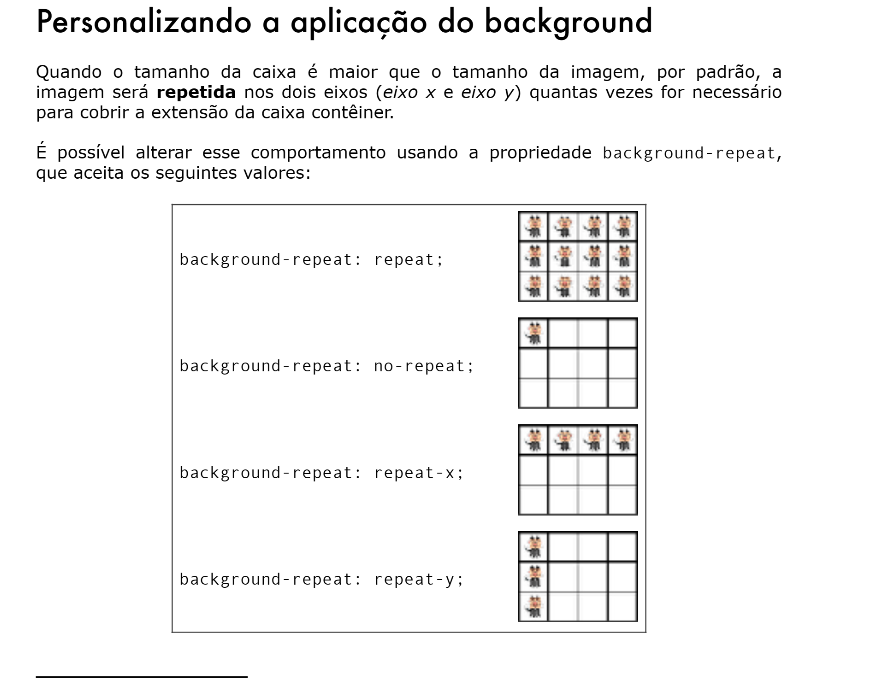 Personalizando a aplicação do background
Quando o tamanho da caixa é maior que o tamanho da imagem, por padrão, a
imagem será repetida nos dois eixos (eixo x e eixo y) quantas vezes for necessário
para cobrir a extensão da caixa contêiner.
É possível alterar esse comportamento usando a propriedade background-repeat,
que aceita os seguintes valores:
background-repeat: repeat;
background-repeat: no-repeat;
background-repeat: repeat-x;
background-repeat: repeat-y;